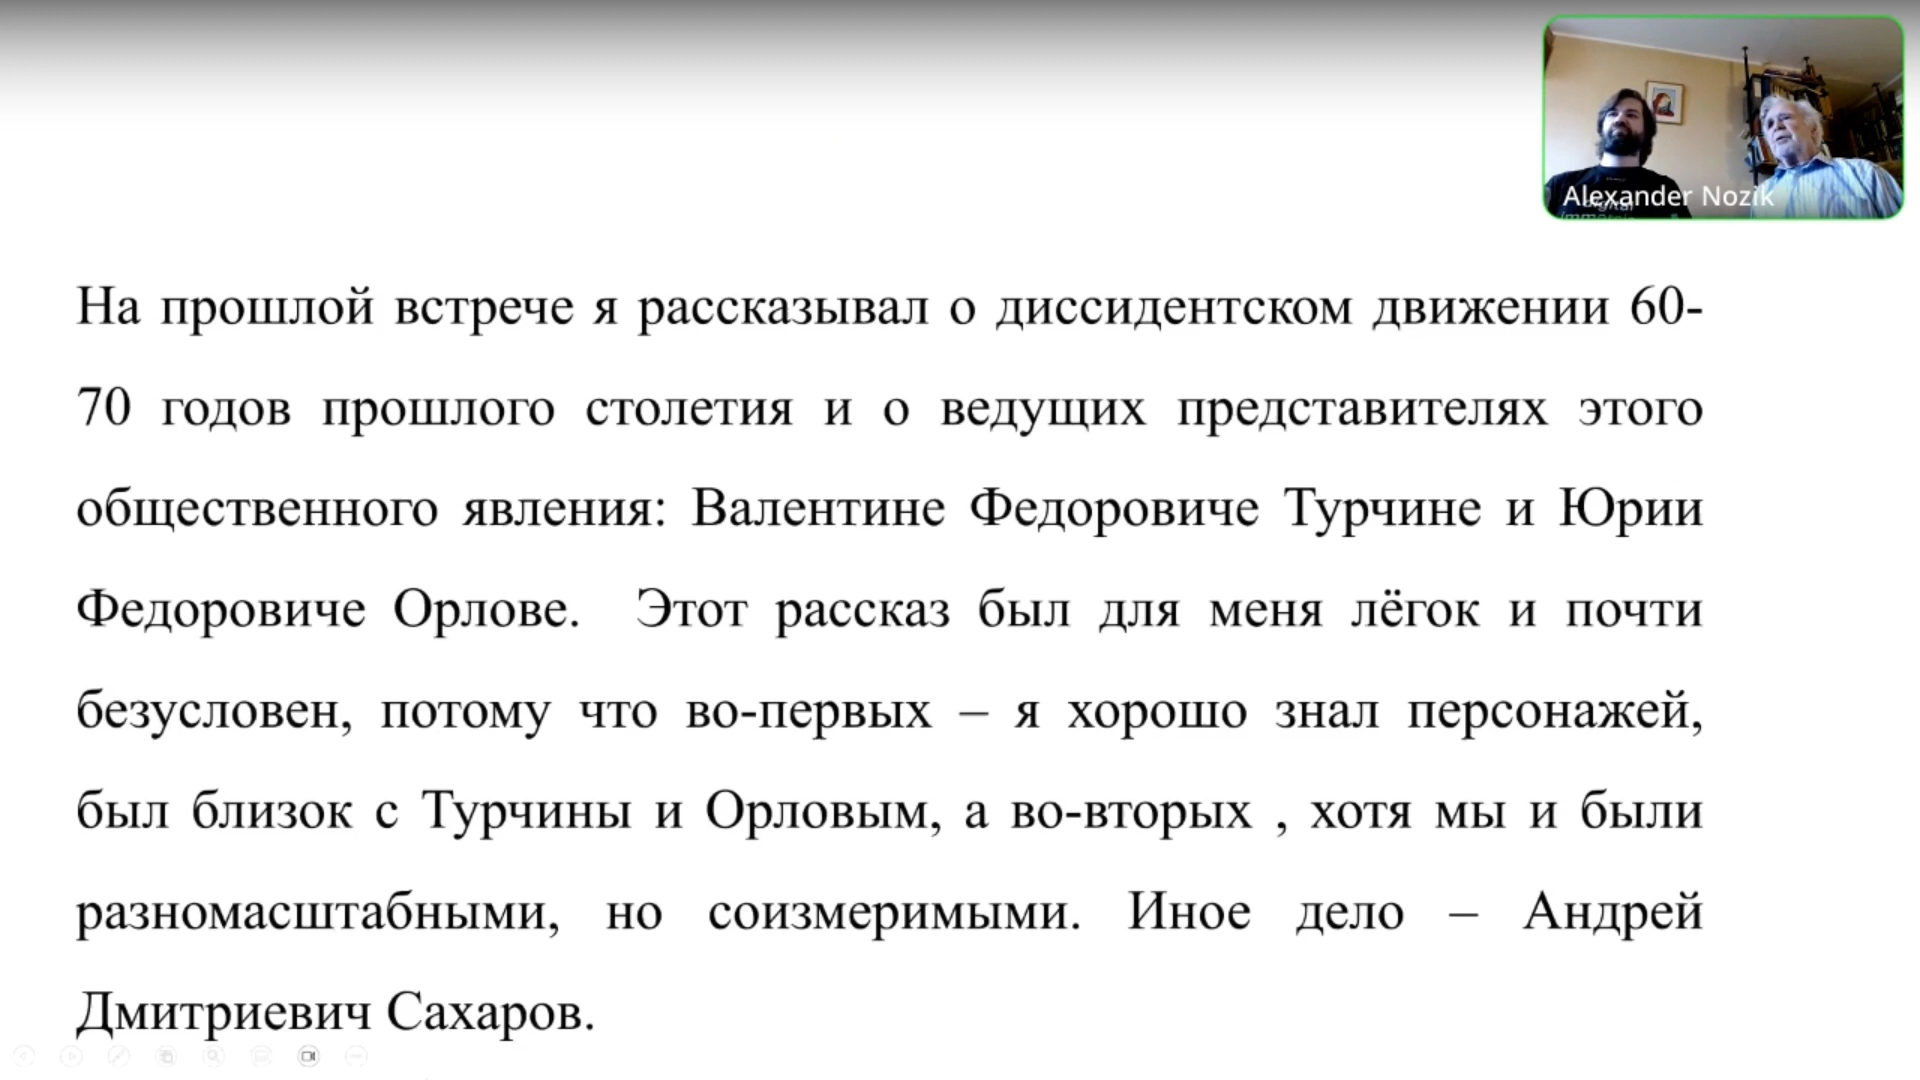 Alexander Nozik
На прошлой встрече я рассказывал о диссидентском движении 60-
70 годов прошлого столетия и о ведущих представителях этого
общественного явления: Валентине Федоровиче Турчине и Юрии
Федоровиче Орлове. Этот рассказ был для меня лёгок и почти
безусловен, потому что во-первых – я хорошо знал персонажей,
был близок с Турчины и Орловым, а во-вторых , хотя мы и были
разномасштабными, но соизмеримыми. Иное дело – Андрей
Дмитриевич Сахаров.